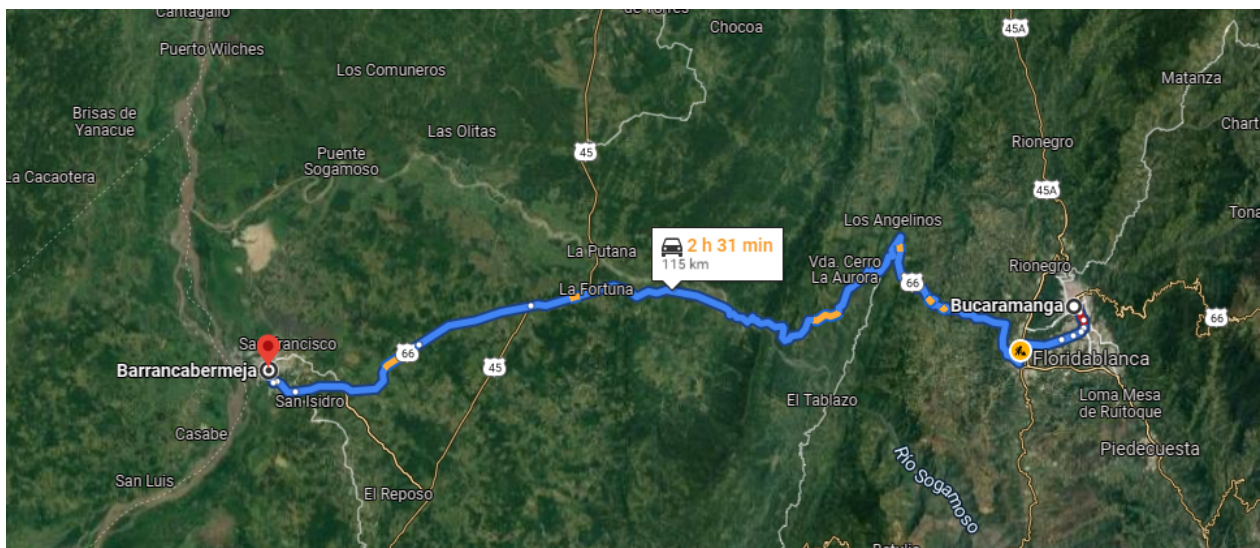 Cantagallo
de Torres
Chocoa
45A
Puerto Wilches
Los Comuneros
Matanza
Brisas de
Yanacue
Las Olitas
Chart
45
Puente
Sogamoso
Rionegro
La Cacaotera
45A
Tona
Los Angelinos
La Putana
2 h 31 min
115 km
Vda. Cerro
La Aurora
Rionegro
La Fortuna
66
Bucaramanga
66
San Francisco
66
Floridablanca
Barrancabermeja
45
San Isidro
El Tablazo
Loma Mesa
de Ruitoque
Casabe
Piedecuesta
Río Sogamoso
San Luis
El Reposo
Betulia